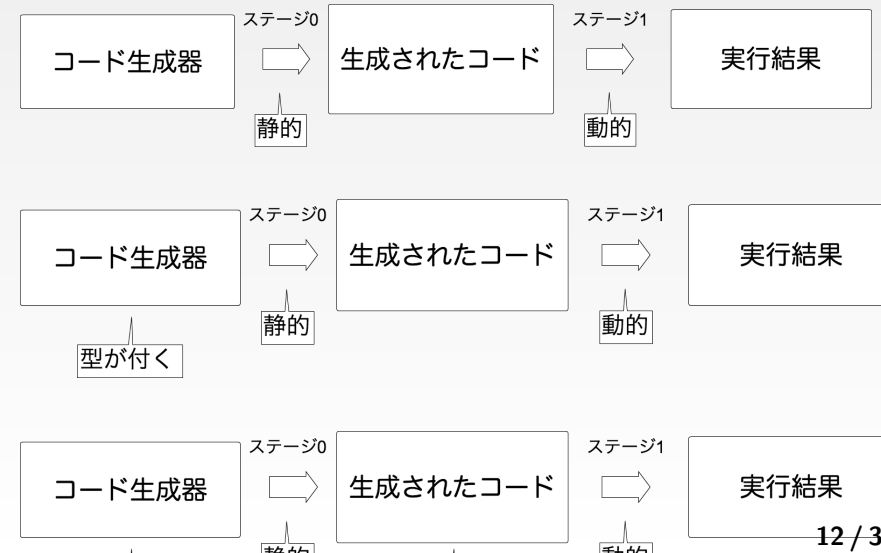 ステージ0 ステージ1
コード生成器 生成されたコード 実行結果
静的 動的
ステージ0 ステージ1
コード生成器 生成されたコード 実行結果
静的 動的
型が付く
ステージ0 ステージ1
コード生成器 生成されたコード 実行結果
12 / 3
静的 動的